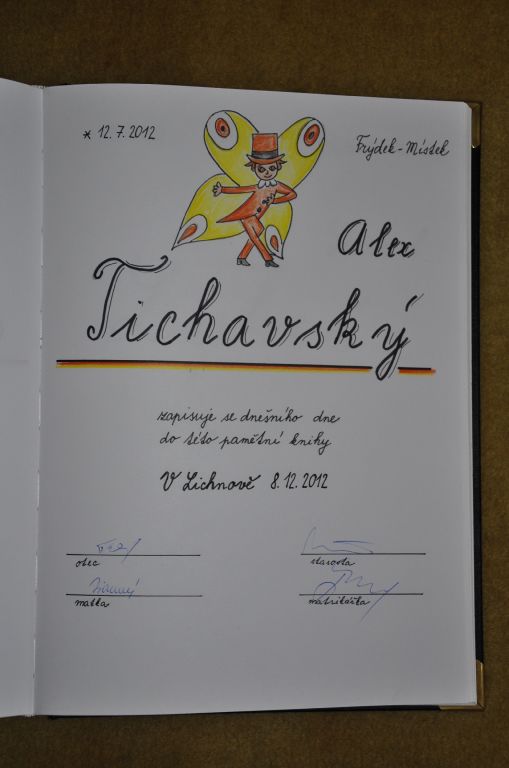 * 12. 7. 2012
Frýdek - Místek
Alex
Tichavský
zapisuje se dnešního dne
do této pamětní knihy
V Lichnově 8. 12. 2012
otec
starosta
matka
matrikářka